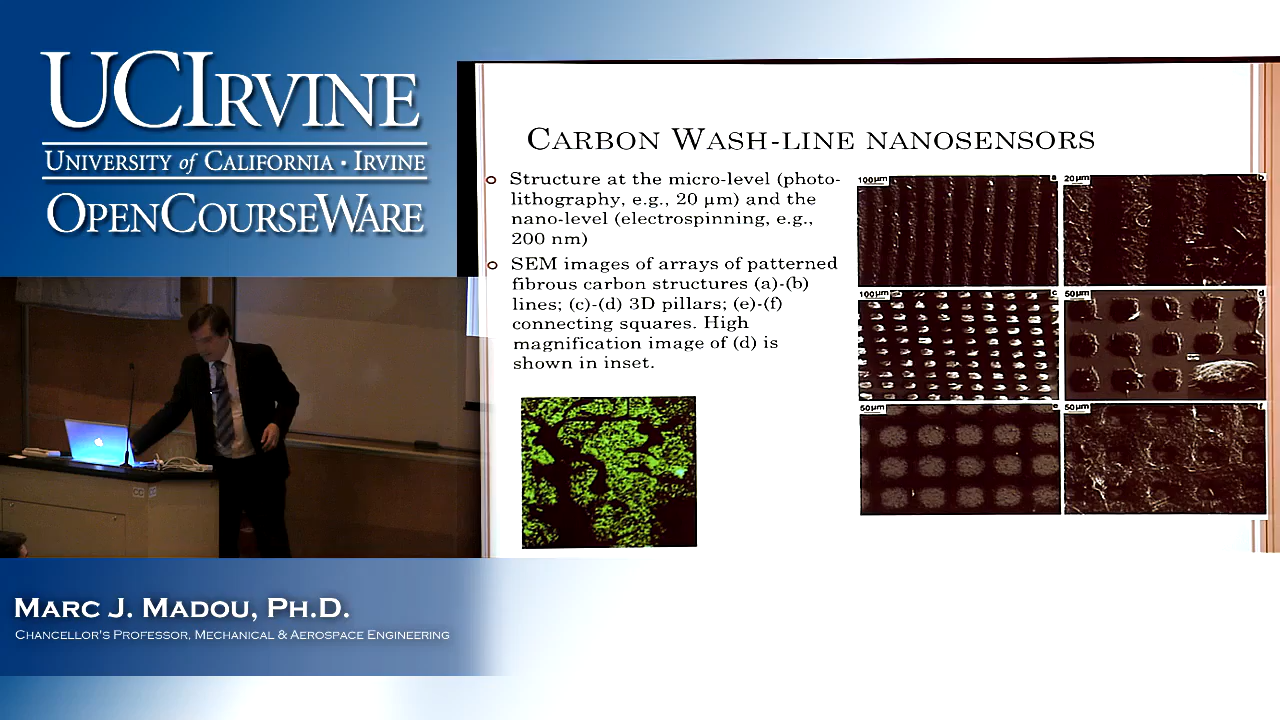 UCIRVINE
UNIVERSITY of CALIFORNIA · IRVINE
OPENCOURSEWARE
CARBON WASH-LINE NANOSENSORS
Structure at the micro-level (photo-
lithography, e.g., 20 µm) and the
nano-level (electrospinning, e.g.,
200 nm)
SEM images of arrays of patterned
fibrous carbon structures (a)-(b)
lines; (c)-(d) 3D pillars; (e)-(f)
connecting squares. High
magnification image of (d) is
shown in inset.
100µm a
20µm b
100µm c
50µm d
50µm e
50µm f
MARC J. MADOU, PH.D.
CHANCELLOR'S PROFESSOR, MECHANICAL & AEROSPACE ENGINEERING